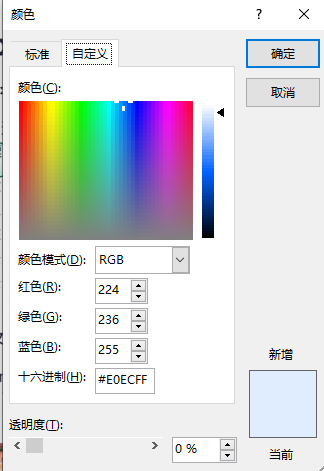 颜色
?
标准 自定义
确定
取消
颜色(C):
颜色模式(D): RGB
红色(R): 224
绿色(G): 236
蓝色(B): 255
十六进制(H): #E0ECFF
新增
当前
透明度(T):
0 %